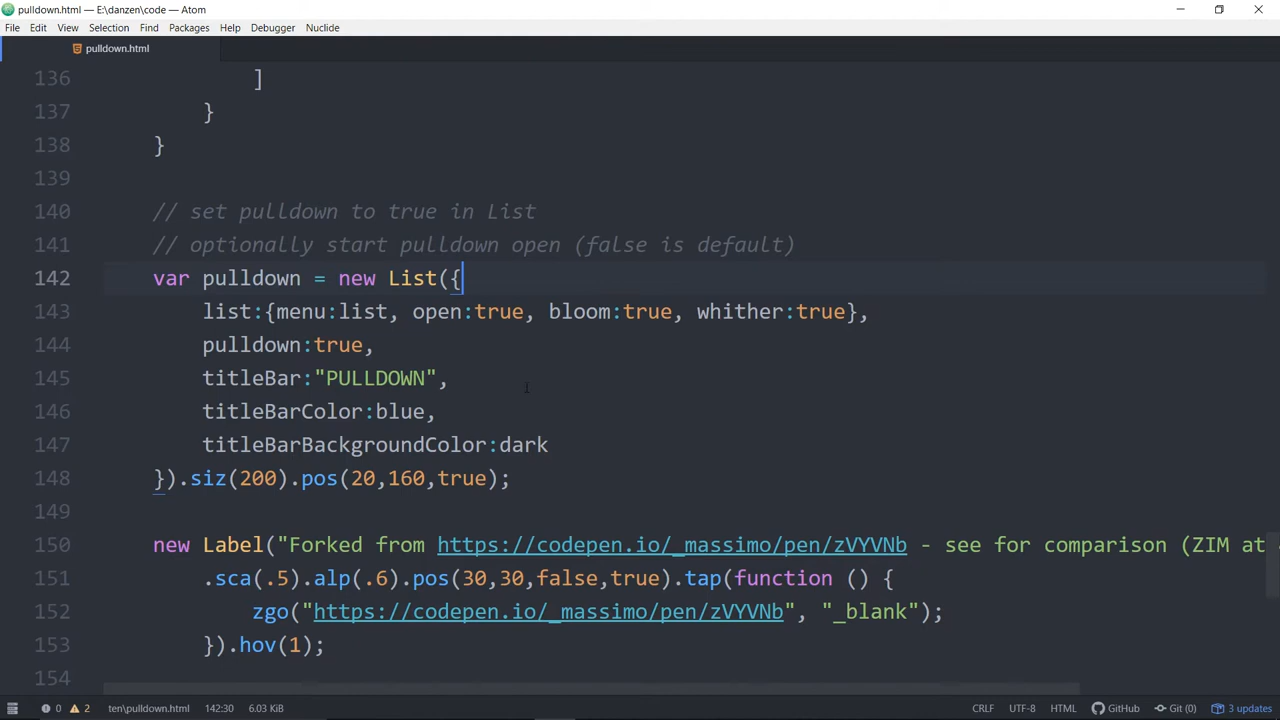 pulldown.html — E:\danzen\code — Atom
File Edit View Selection Find Packages Help Debugger Nuclide
pulldown.html
136 ]
137 }
138 }
139
140 // set pulldown to true in List
141 // optionally start pulldown open (false is default)
142 var pulldown = new List({
143 list:{menu:list, open:true, bloom:true, whither:true},
144 pulldown:true,
145 titleBar:"PULLDOWN",
146 titleBarColor:blue,
147 titleBarBackgroundColor:dark
148 }).siz(200).pos(20,160,true);
149
150 new Label("Forked from https://codepen.io/_massimo/pen/zVYVNb - see for comparison (ZIM at
151 .sca(.5).alp(.6).pos(30,30,false,true).tap(function () {
152 zgo("https://codepen.io/_massimo/pen/zVYVNb", "_blank");
153 }).hov(1);
154
0 2 ten\pulldown.html 142:30 6.03 KiB CRLF UTF-8 HTML GitHub Git (0) 3 updates